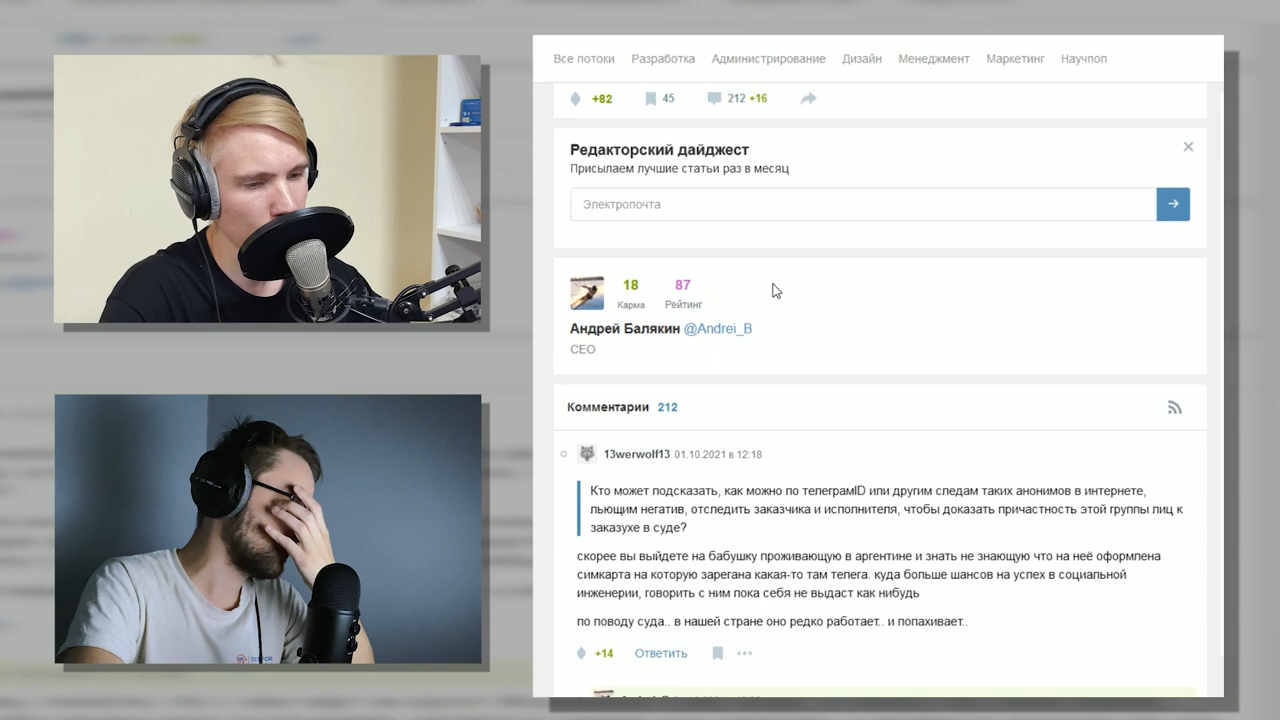 Все потоки Разработка Администрирование Дизайн Менеджмент Маркетинг Научпоп
+82 45 212 +16
Редакторский дайджест
Присылаем лучшие статьи раз в месяц
Электропочта
18 87
Карма Рейтинг
Андрей Балякин @Andrei_B
CEO
Комментарии 212
13werwolf13 01.10.2021 в 12:18
Кто может подсказать, как можно по телеграмID или другим следам таких анонимов в интернете,
льющим негатив, отследить заказчика и исполнителя, чтобы доказать причастность этой группы лиц к
заказухе в суде?
скорее вы выйдете на бабушку проживающую в аргентине и знать не знающую что на неё оформлена
симкарта на которую зарегана какая-то там телега. куда больше шансов на успех в социальной
инженерии, говорить с ним пока себя не выдаст как нибудь
по поводу суда.. в нашей стране оно редко работает.. и попахивает..
+14 Ответить